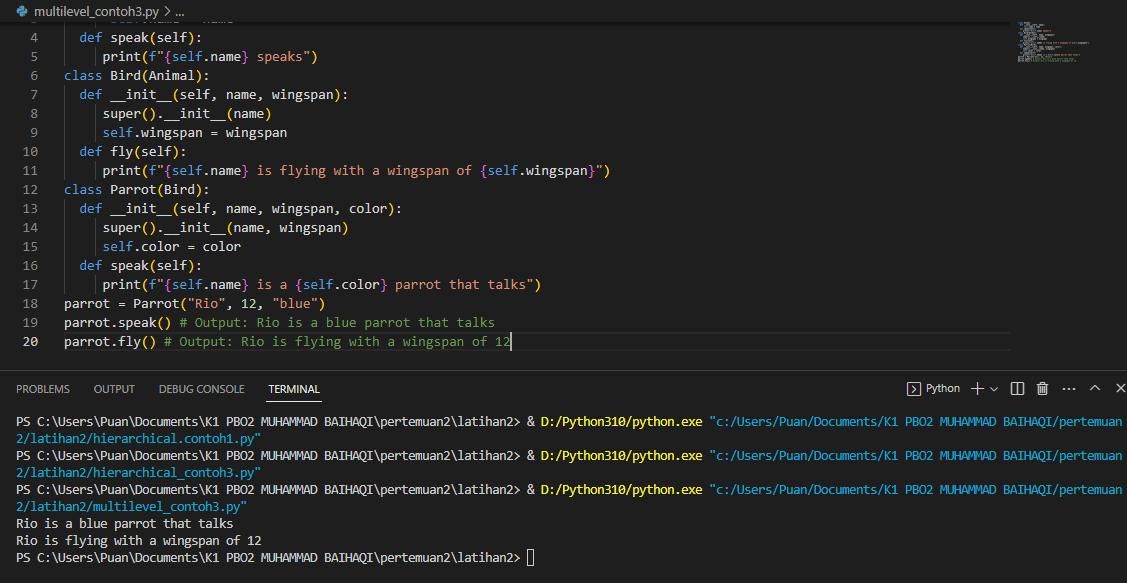 multilevel_contoh3.py > ...
4 def speak(self):
5 print(f"{self.name} speaks")
6 class Bird(Animal):
7 def __init__(self, name, wingspan):
8 super().__init__(name)
9 self.wingspan = wingspan
10 def fly(self):
11 print(f"{self.name} is flying with a wingspan of {self.wingspan}")
12 class Parrot(Bird):
13 def __init__(self, name, wingspan, color):
14 super().__init__(name, wingspan)
15 self.color = color
16 def speak(self):
17 print(f"{self.name} is a {self.color} parrot that talks")
18 parrot = Parrot("Rio", 12, "blue")
19 parrot.speak() # Output: Rio is a blue parrot that talks
20 parrot.fly() # Output: Rio is flying with a wingspan of 12
PROBLEMS OUTPUT DEBUG CONSOLE TERMINAL Python
PS C:\Users\Puan\Documents\K1 PBO2 MUHAMMAD BAIHAQI\pertemuan2\latihan2> & D:/Python310/python.exe "c:/Users/Puan/Documents/K1 PBO2 MUHAMMAD BAIHAQI/pertemuan
2/latihan2/hierarchical.contoh1.py"
PS C:\Users\Puan\Documents\K1 PBO2 MUHAMMAD BAIHAQI\pertemuan2\latihan2> & D:/Python310/python.exe "c:/Users/Puan/Documents/K1 PBO2 MUHAMMAD BAIHAQI/pertemuan
2/latihan2/hierarchical_contoh3.py"
PS C:\Users\Puan\Documents\K1 PBO2 MUHAMMAD BAIHAQI\pertemuan2\latihan2> & D:/Python310/python.exe "c:/Users/Puan/Documents/K1 PBO2 MUHAMMAD BAIHAQI/pertemuan
2/latihan2/multilevel_contoh3.py"
Rio is a blue parrot that talks
Rio is flying with a wingspan of 12
PS C:\Users\Puan\Documents\K1 PBO2 MUHAMMAD BAIHAQI\pertemuan2\latihan2>